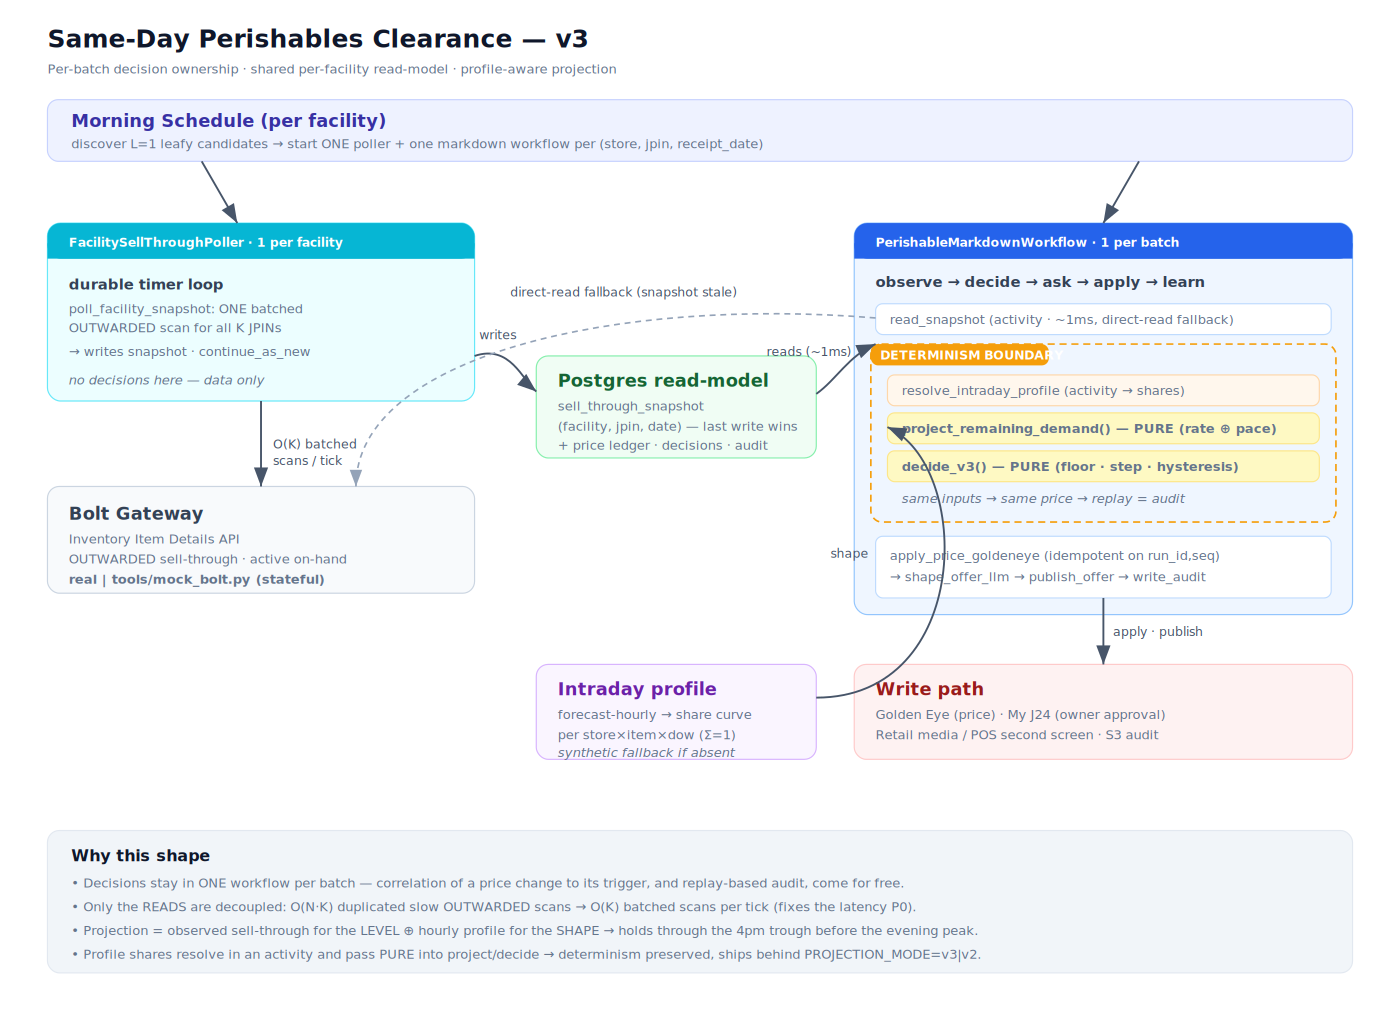 Same-Day Perishables Clearance — v3
Per-batch decision ownership · shared per-facility read-model · profile-aware projection
Morning Schedule (per facility)
discover L=1 leafy candidates → start ONE poller + one markdown workflow per (store, jpin, receipt_date)
FacilitySellThroughPoller · 1 per facility
durable timer loop
poll_facility_snapshot: ONE batched
OUTWARDED scan for all K JPINs
→ writes snapshot · continue_as_new
no decisions here — data only
direct-read fallback (snapshot stale)
writes
reads (~1ms)
Postgres read-model
sell_through_snapshot
(facility, jpin, date) — last write wins
+ price ledger · decisions · audit
PerishableMarkdownWorkflow · 1 per batch
observe → decide → ask → apply → learn
read_snapshot (activity · ~1ms, direct-read fallback)
DETERMINISM BOUNDARY
resolve_intraday_profile (activity → shares)
project_remaining_demand() — PURE (rate ⊕ pace)
decide_v3() — PURE (floor · step · hysteresis)
same inputs → same price → replay = audit
apply_price_goldeneye (idempotent on run_id,seq)
→ shape_offer_llm → publish_offer → write_audit
O(K) batched
scans / tick
Bolt Gateway
Inventory Item Details API
OUTWARDED sell-through · active on-hand
real | tools/mock_bolt.py (stateful)
shape
apply · publish
Intraday profile
forecast-hourly → share curve
per store×item×dow (Σ=1)
synthetic fallback if absent
Write path
Golden Eye (price) · My J24 (owner approval)
Retail media / POS second screen · S3 audit
Why this shape
• Decisions stay in ONE workflow per batch — correlation of a price change to its trigger, and replay-based audit, come for free.
• Only the READS are decoupled: O(N·K) duplicated slow OUTWARDED scans → O(K) batched scans per tick (fixes the latency P0).
• Projection = observed sell-through for the LEVEL ⊕ hourly profile for the SHAPE → holds through the 4pm trough before the evening peak.
• Profile shares resolve in an activity and pass PURE into project/decide → determinism preserved, ships behind PROJECTION_MODE=v3|v2.